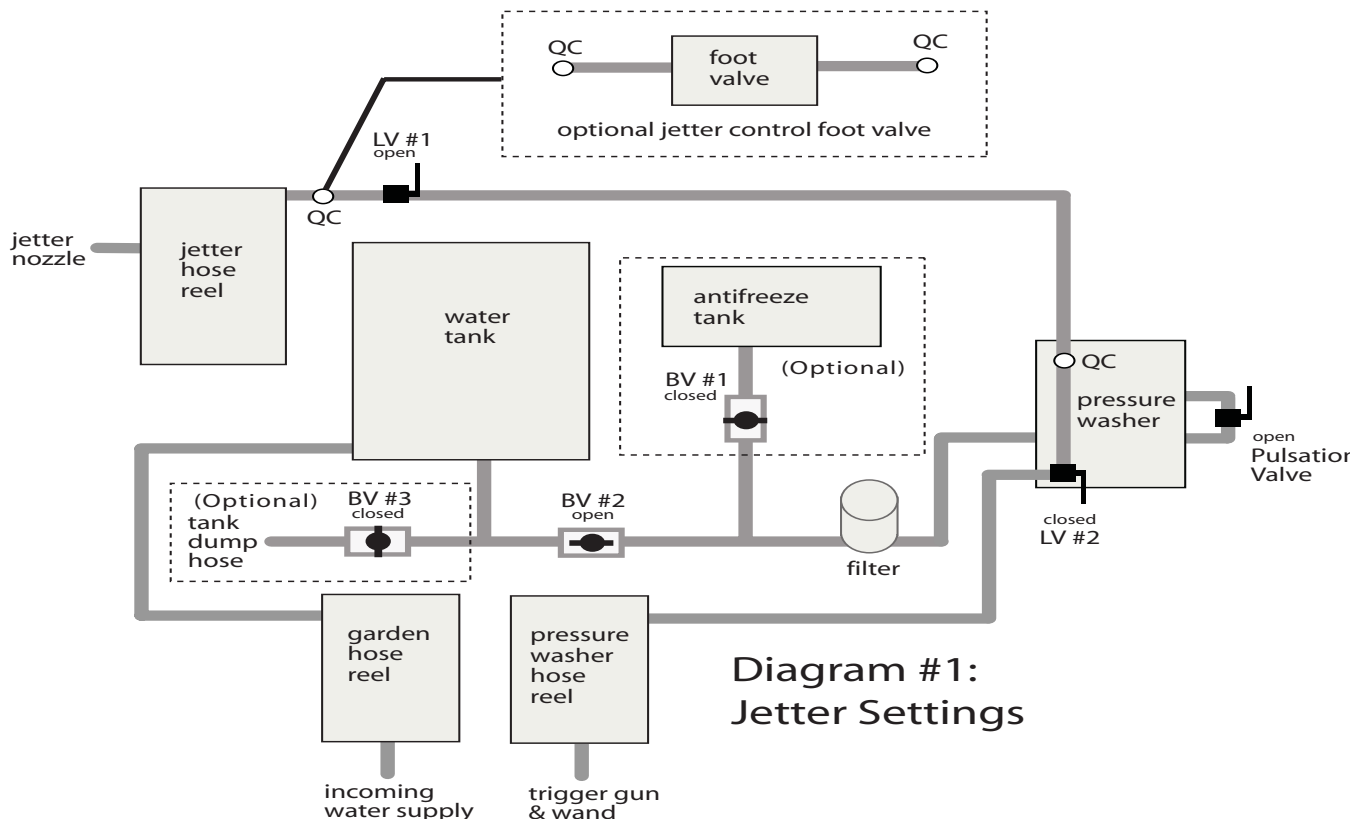 QC
foot
valve
QC
optional jetter control foot valve
LV #1
open
QC
jetter
nozzle
jetter
hose
reel
water
tank
antifreeze
tank
(Optional)
BV #1
closed
QC
pressure
washer
open
Pulsation
Valve
closed
LV #2
(Optional)
tank
dump
hose
BV #3
closed
BV #2
open
filter
garden
hose
reel
pressure
washer
hose
reel
Diagram #1:
Jetter Settings
incoming
water supply
trigger gun
& wand